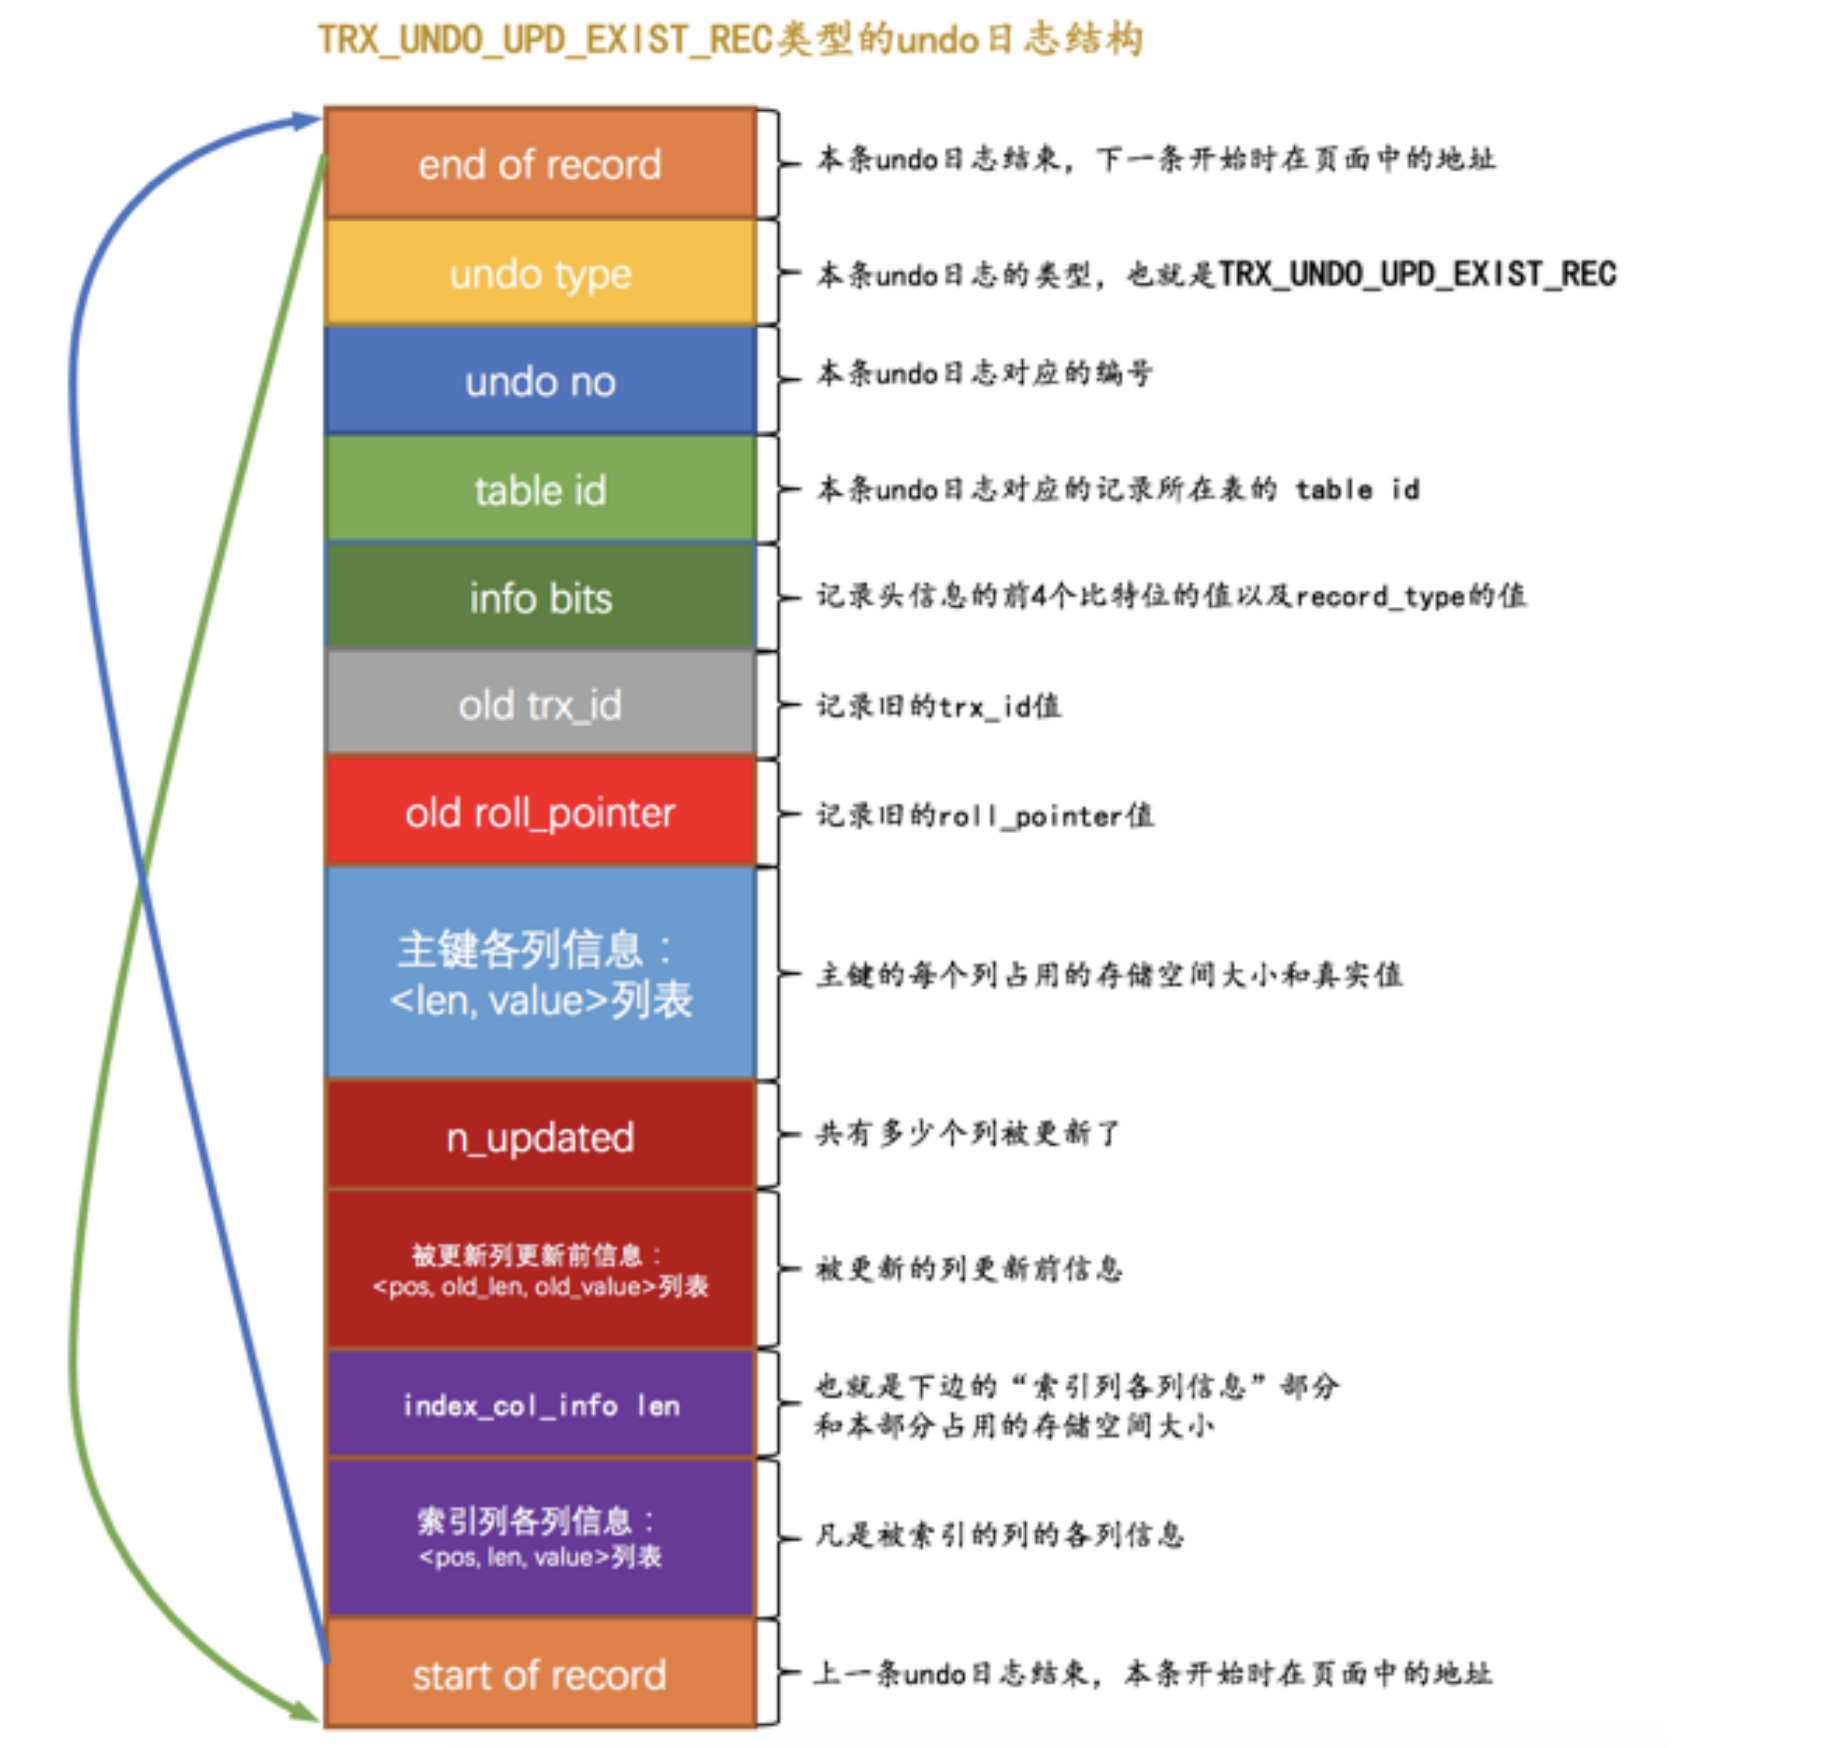 TRX_UNDO_UPD_EXIST_REC类型的undo日志结构
end of record
本条undo日志结束，下一条开始时在页面中的地址
undo type
本条undo日志的类型，也就是TRX_UNDO_UPD_EXIST_REC
undo no
本条undo日志对应的编号
table id
本条undo日志对应的记录所在表的 table id
info bits
记录头信息的前4个比特位的值以及record_type的值
old trx_id
记录旧的trx_id值
old roll_pointer
记录旧的roll_pointer值
主键各列信息：
<len, value>列表
主键的每个列占用的存储空间大小和真实值
n_updated
共有多少个列被更新了
被更新列更新前信息：
<pos, old_len, old_value>列表
被更新的列更新前信息
index_col_info len
也就是下边的“索引列各列信息”部分
和本部分占用的存储空间大小
索引列各列信息：
<pos, len, value>列表
凡是被索引的列的各列信息
start of record
上一条undo日志结束，本条开始时在页面中的地址